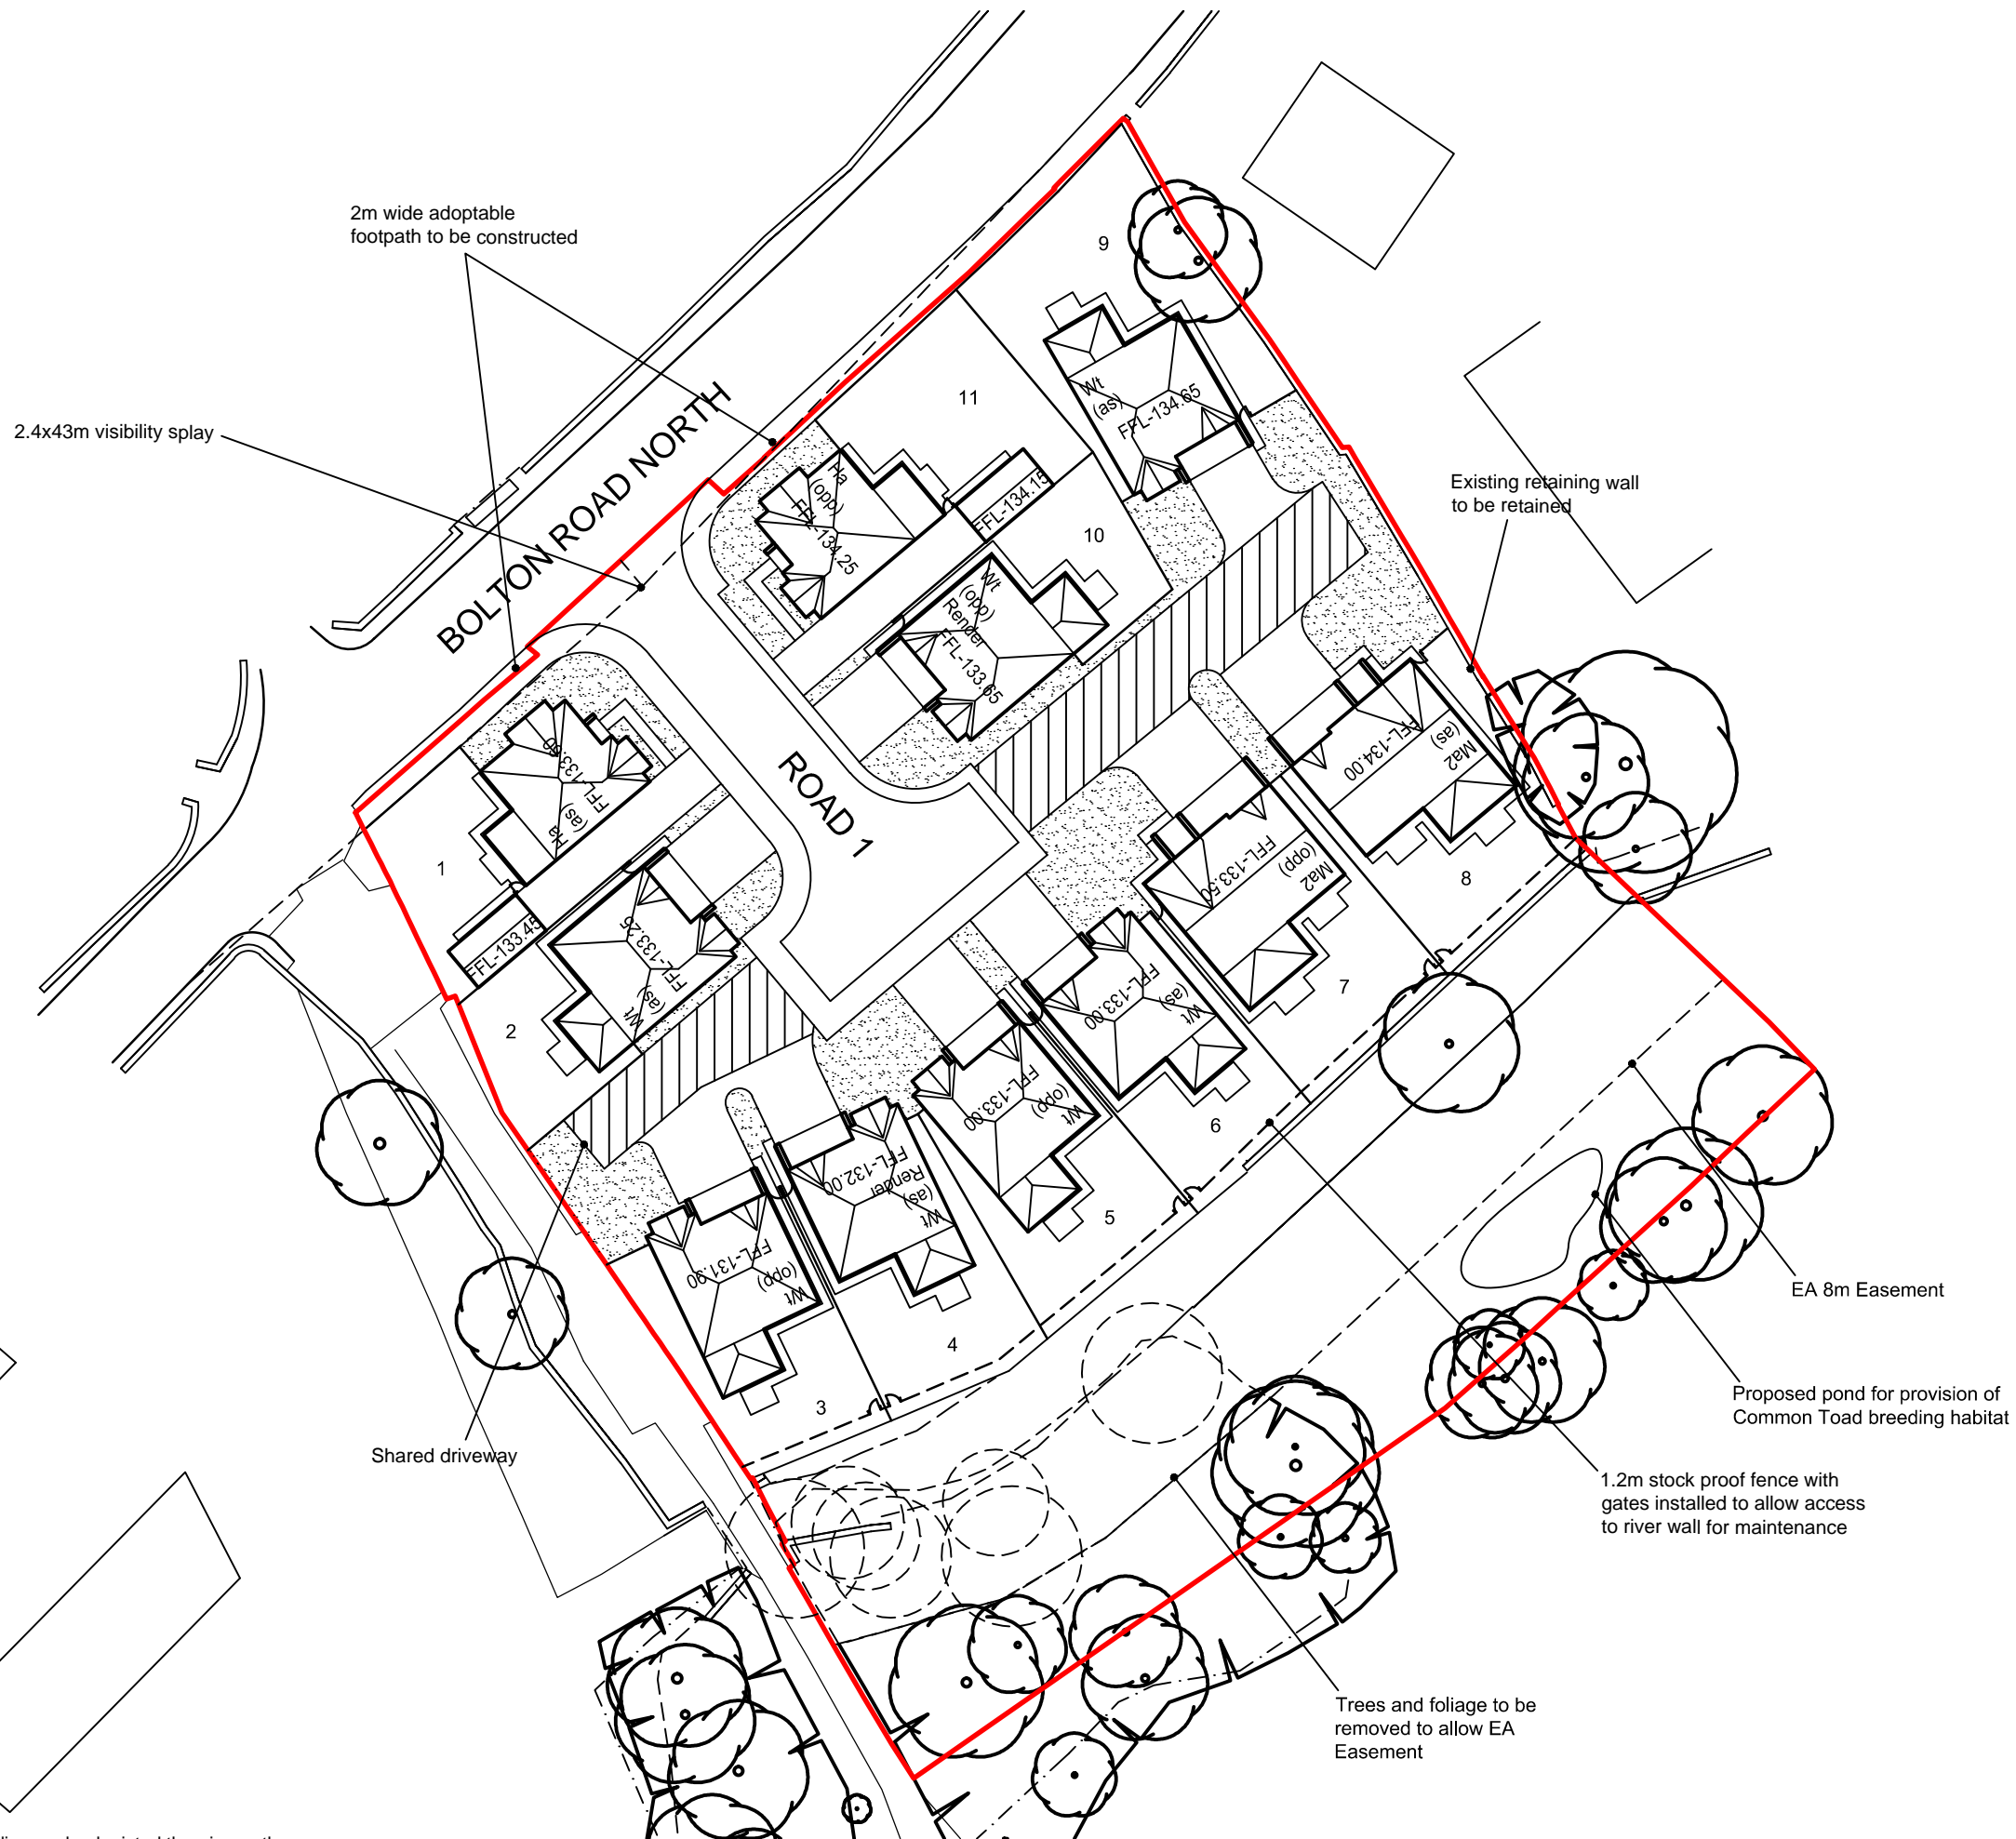 2m wide adoptable
footpath to be constructed
2.4x43m visibility splay
BOLTON ROAD NORTH
ROAD 1
9
Wt
(as)
FFL-134.65
11
Ha
(opp)
FFL-134.25
FFL-134.15
10
Wt
(opp)
Render
FFL-133.65
Existing retaining wall
to be retained
1
Ha
(as)
FFL-133.60
FFL-133.45
2
Wt
(as)
FFL-133.25
8
Ma2
(as)
FFL-134.00
7
Ma2
(opp)
FFL-133.50
6
Wt
(as)
FFL-133.00
5
Wt
(opp)
FFL-133.00
4
Wt
(as)
Render
FFL-132.00
3
Wt
(opp)
FFL-131.90
Shared driveway
EA 8m Easement
Proposed pond for provision of
Common Toad breeding habitat
1.2m stock proof fence with
gates installed to allow access
to river wall for maintenance
Trees and foliage to be
removed to allow EA
Easement